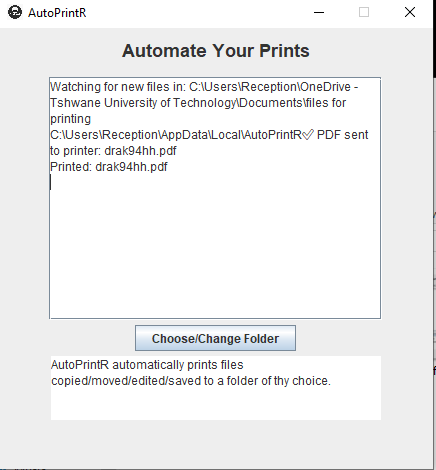 AutoPrintR
Automate Your Prints
Watching for new files in: C:\Users\Reception\OneDrive -
Tshwane University of Technology\Documents\files for
printing
C:\Users\Reception\AppData\Local\AutoPrintR✅ PDF sent
to printer: drak94hh.pdf
Printed: drak94hh.pdf
Choose/Change Folder
AutoPrintR automatically prints files
copied/moved/edited/saved to a folder of thy choice.